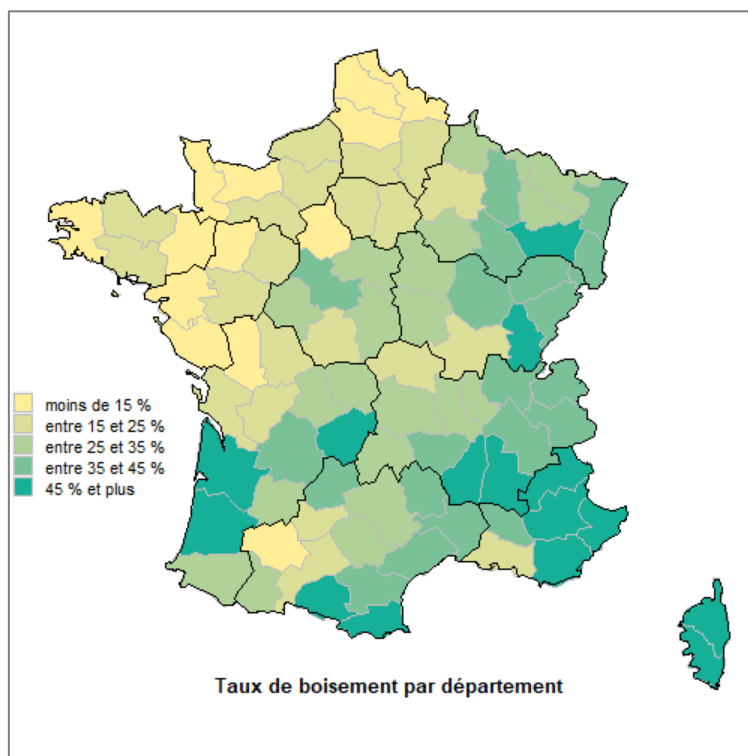 moins de 15 %
entre 15 et 25 %
entre 25 et 35 %
entre 35 et 45 %
45 % et plus
Taux de boisement par département